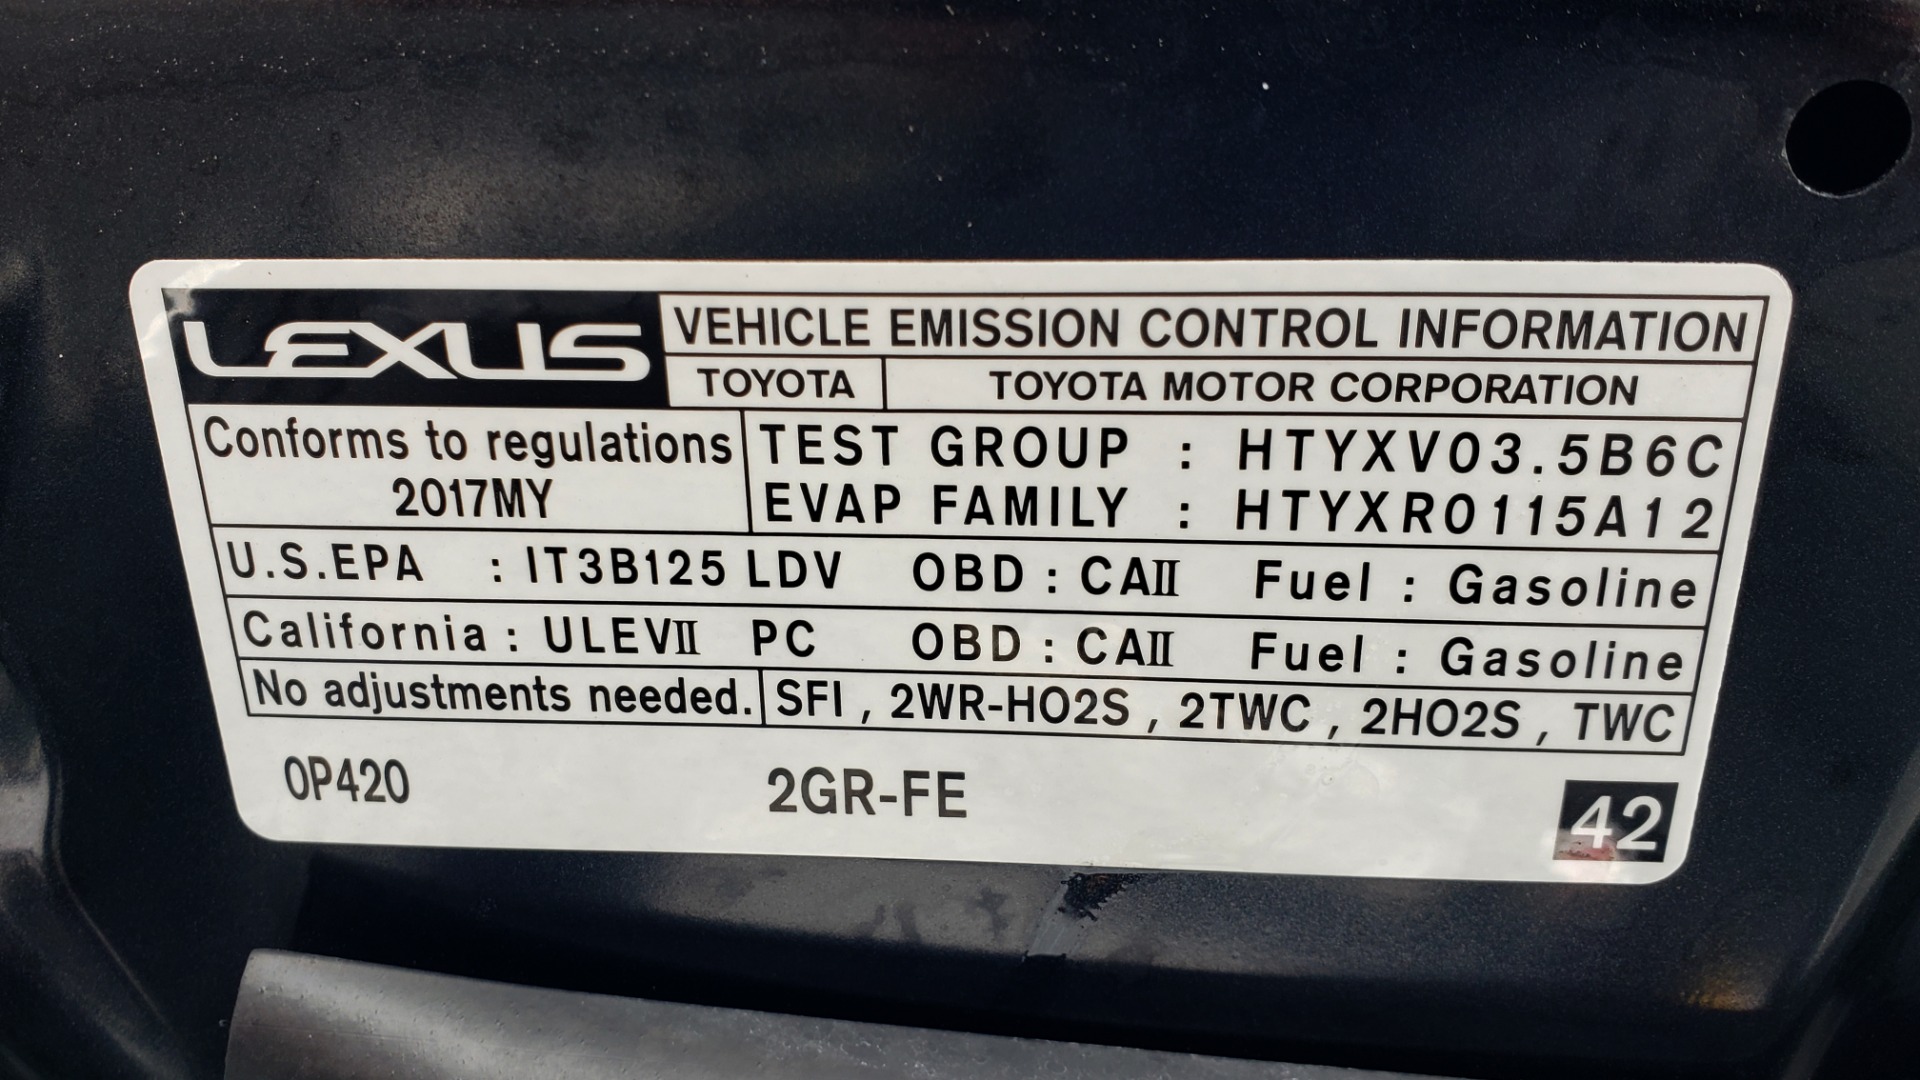 LEXUS
VEHICLE EMISSION CONTROL INFORMATION
TOYOTA TOYOTA MOTOR CORPORATION
Conforms to regulations
2017MY
TEST GROUP : HTYXV03.5B6C
EVAP FAMILY : HTYXR0115A12
U.S.EPA : IT3B125 LDV OBD : CAII Fuel : Gasoline
California : ULEVII PC OBD : CAII Fuel : Gasoline
No adjustments needed. SFI , 2WR-HO2S , 2TWC , 2HO2S , TWC
0P420 2GR-FE 42